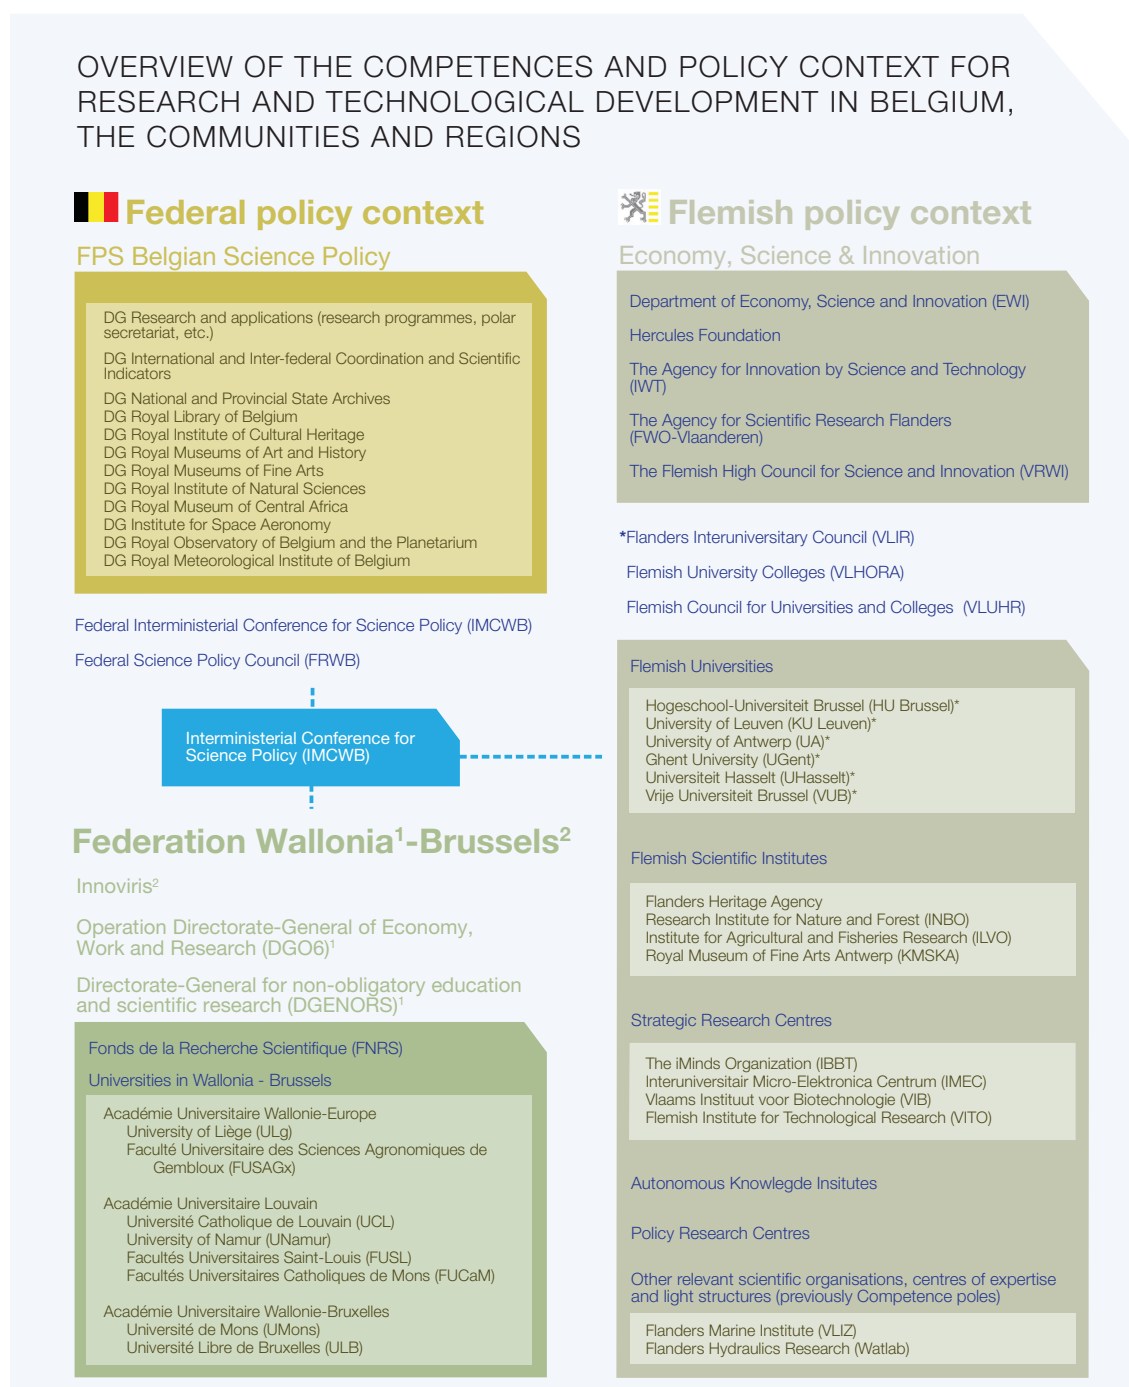 OVERVIEW OF THE COMPETENCES AND POLICY CONTEXT FOR
RESEARCH AND TECHNOLOGICAL DEVELOPMENT IN BELGIUM,
THE COMMUNITIES AND REGIONS
Federal policy context
FPS Belgian Science Policy
DG Research and applications (research programmes, polar
secretariat, etc.)
DG International and Inter-federal Coordination and Scientific
Indicators
DG National and Provincial State Archives
DG Royal Library of Belgium
DG Royal Institute of Cultural Heritage
DG Royal Museums of Art and History
DG Royal Museums of Fine Arts
DG Royal Institute of Natural Sciences
DG Royal Museum of Central Africa
DG Institute for Space Aeronomy
DG Royal Observatory of Belgium and the Planetarium
DG Royal Meteorological Institute of Belgium
Federal Interministerial Conference for Science Policy (IMCWB)
Federal Science Policy Council (FRWB)
Interministerial Conference for
Science Policy (IMCWB)
Federation Wallonia¹-Brussels²
Innoviris²
Operation Directorate-General of Economy,
Work and Research (DGO6)¹
Directorate-General for non-obligatory education
and scientific research (DGENORS)¹
Fonds de la Recherche Scientifique (FNRS)
Universities in Wallonia - Brussels
Académie Universitaire Wallonie-Europe
University of Liège (ULg)
Faculté Universitaire des Sciences Agronomiques de
Gembloux (FUSAGx)
Académie Universitaire Louvain
Université Catholique de Louvain (UCL)
University of Namur (UNamur)
Facultés Universitaires Saint-Louis (FUSL)
Facultés Universitaires Catholiques de Mons (FUCaM)
Académie Universitaire Wallonie-Bruxelles
Université de Mons (UMons)
Université Libre de Bruxelles (ULB)
Flemish policy context
Economy, Science & Innovation
Department of Economy, Science and Innovation (EWI)
Hercules Foundation
The Agency for Innovation by Science and Technology
(IWT)
The Agency for Scientific Research Flanders
(FWO-Vlaanderen)
The Flemish High Council for Science and Innovation (VRWI)
*Flanders Interuniversitary Council (VLIR)
Flemish University Colleges (VLHORA)
Flemish Council for Universities and Colleges (VLUHR)
Flemish Universities
Hogeschool-Universiteit Brussel (HU Brussel)*
University of Leuven (KU Leuven)*
University of Antwerp (UA)*
Ghent University (UGent)*
Universiteit Hasselt (UHasselt)*
Vrije Universiteit Brussel (VUB)*
Flemish Scientific Institutes
Flanders Heritage Agency
Research Institute for Nature and Forest (INBO)
Institute for Agricultural and Fisheries Research (ILVO)
Royal Museum of Fine Arts Antwerp (KMSKA)
Strategic Research Centres
The iMinds Organization (IBBT)
Interuniversitair Micro-Elektronica Centrum (IMEC)
Vlaams Instituut voor Biotechnologie (VIB)
Flemish Institute for Technological Research (VITO)
Autonomous Knowlegde Insitutes
Policy Research Centres
Other relevant scientific organisations, centres of expertise
and light structures (previously Competence poles)
Flanders Marine Institute (VLIZ)
Flanders Hydraulics Research (Watlab)